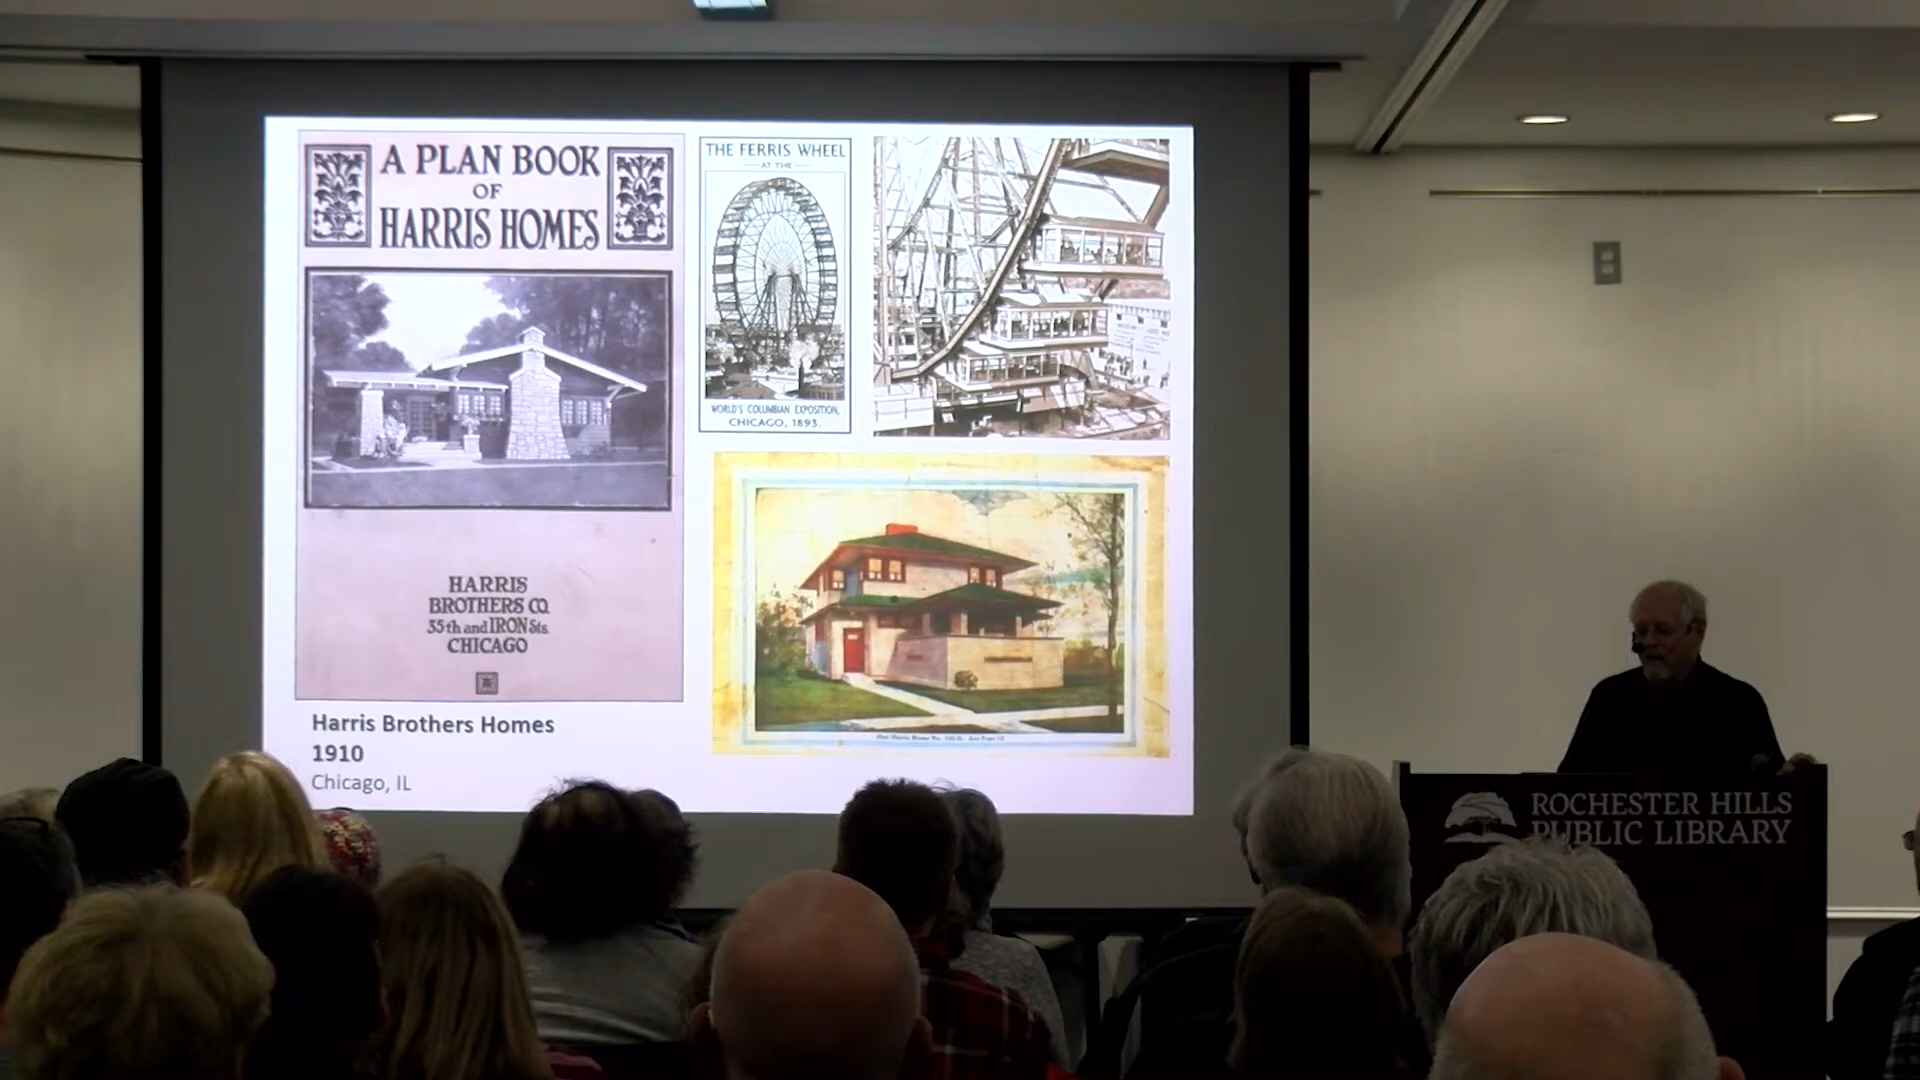 A PLAN BOOK
OF
HARRIS HOMES
HARRIS
BROTHERS CO.
35th and IRON Sts.
CHICAGO
Harris Brothers Homes
1910
Chicago, IL
THE FERRIS WHEEL
AT THE
WORLD'S COLUMBIAN EXPOSITION,
CHICAGO, 1893.
ROCHESTER HILLS
PUBLIC LIBRARY